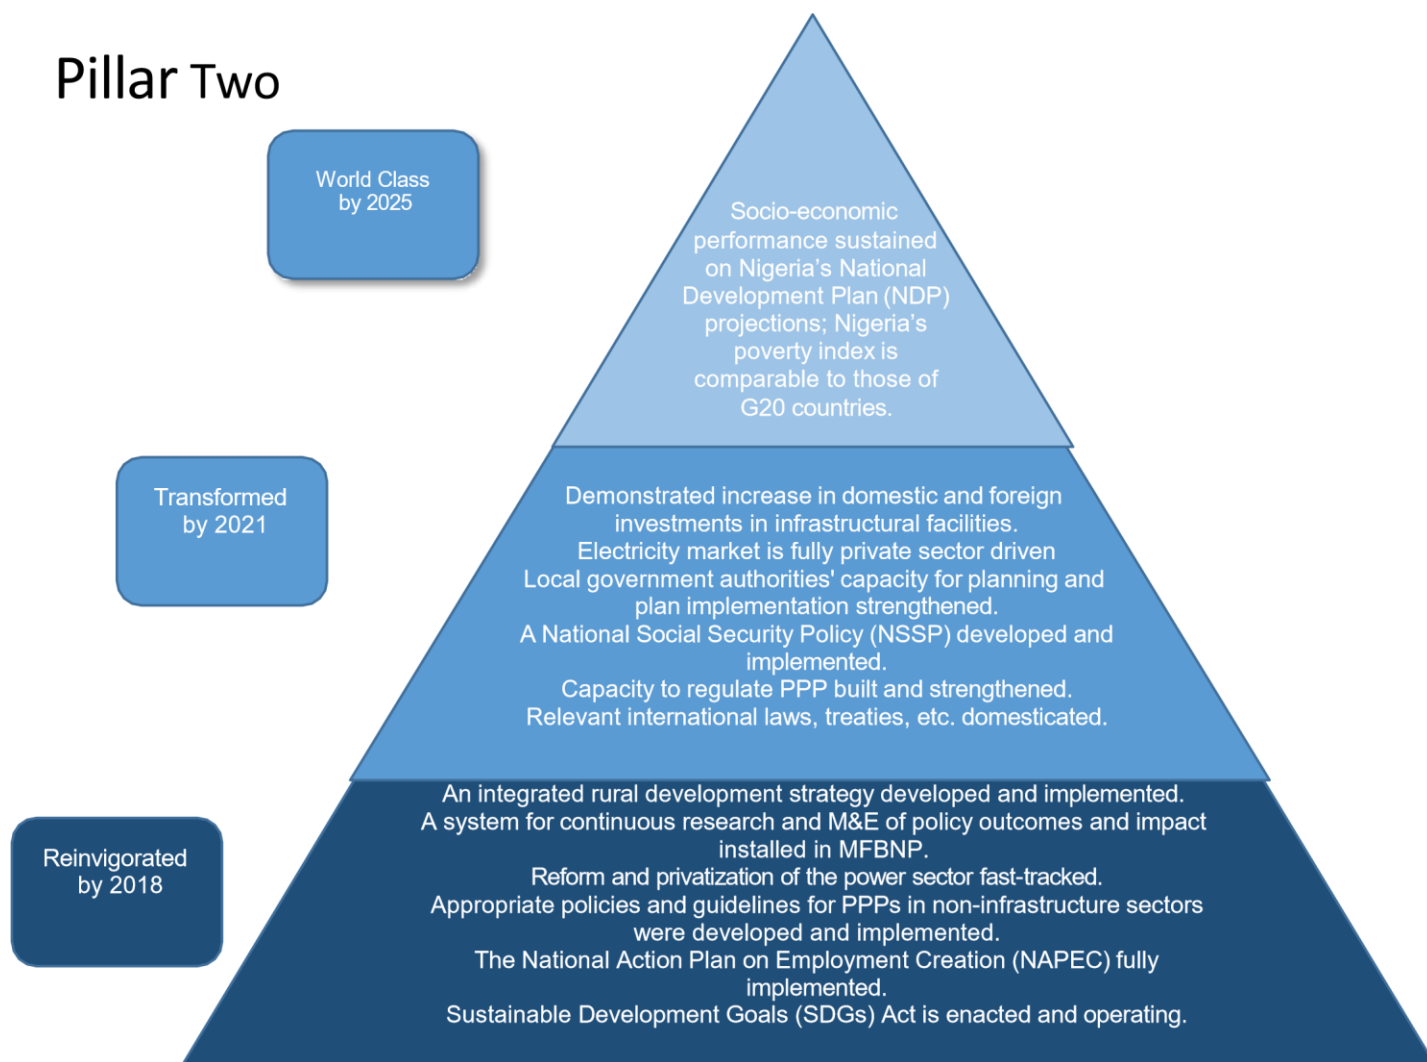 Pillar Two
World Class
by 2025
Socio-economic
performance sustained
on Nigeria’s National
Development Plan (NDP)
projections; Nigeria’s
poverty index is
comparable to those of
G20 countries.
Transformed
by 2021
Demonstrated increase in domestic and foreign
investments in infrastructural facilities.
Electricity market is fully private sector driven
Local government authorities' capacity for planning and
plan implementation strengthened.
A National Social Security Policy (NSSP) developed and
implemented.
Capacity to regulate PPP built and strengthened.
Relevant international laws, treaties, etc. domesticated.
Reinvigorated
by 2018
An integrated rural development strategy developed and implemented.
A system for continuous research and M&E of policy outcomes and impact
installed in MFBNP.
Reform and privatization of the power sector fast-tracked.
Appropriate policies and guidelines for PPPs in non-infrastructure sectors
were developed and implemented.
The National Action Plan on Employment Creation (NAPEC) fully
implemented.
Sustainable Development Goals (SDGs) Act is enacted and operating.